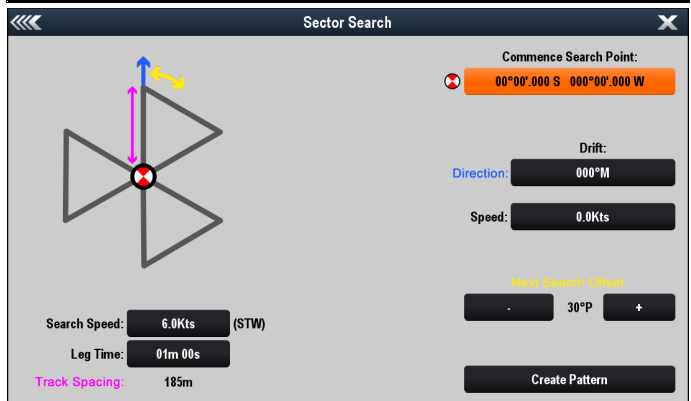 Sector Search
Commence Search Point:
00°00'.000 S 000°00'.000 W
Drift:
Direction: 000°M
Speed: 0.0Kts
Next Search Offset
- 30°P +
Search Speed: 6.0Kts (STW)
Leg Time: 01m 00s
Track Spacing: 185m
Create Pattern